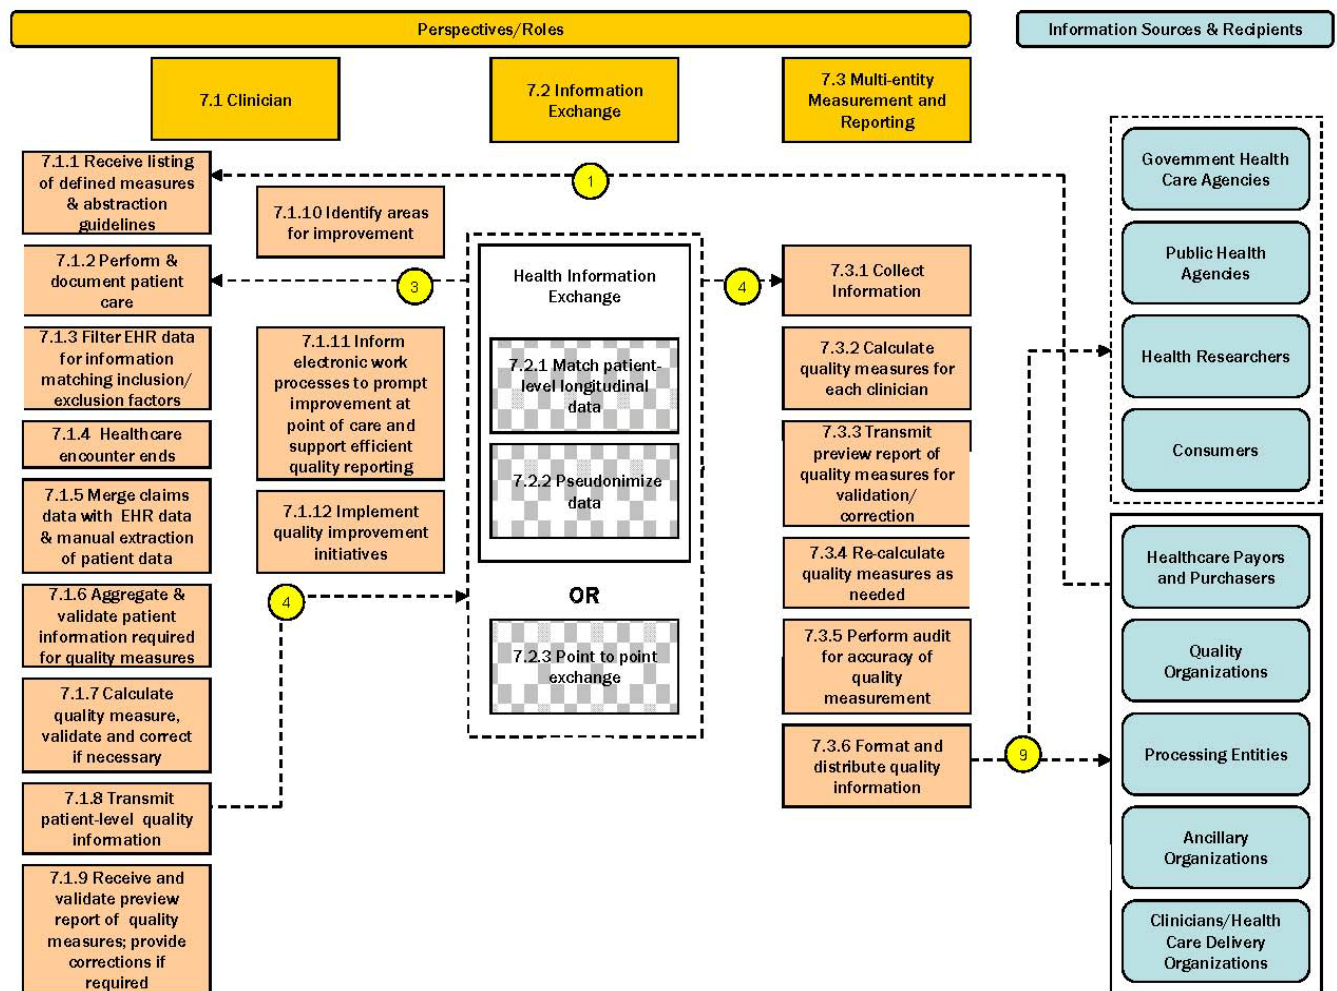 Perspectives/Roles
Information Sources & Recipients
7.1 Clinician
7.2 Information
Exchange
7.3 Multi-entity
Measurement and
Reporting
7.1.1 Receive listing
of defined measures
& abstraction
guidelines
7.1.2 Perform &
document patient
care
7.1.3 Filter EHR data
for information
matching inclusion/
exclusion factors
7.1.4 Healthcare
encounter ends
7.1.5 Merge claims
data with EHR data
& manual extraction
of patient data
7.1.6 Aggregate &
validate patient
information required
for quality measures
7.1.7 Calculate
quality measure,
validate and correct
if necessary
7.1.8 Transmit
patient-level quality
information
7.1.9 Receive and
validate preview
report of quality
measures; provide
corrections if
required
7.1.10 Identify areas
for improvement
7.1.11 Inform
electronic work
processes to prompt
improvement at
point of care and
support efficient
quality reporting
7.1.12 Implement
quality improvement
initiatives
1
3
4
4
9
Health Information
Exchange
7.2.1 Match patient-
level longitudinal
data
7.2.2 Pseudonimize
data
OR
7.2.3 Point to point
exchange
7.3.1 Collect
Information
7.3.2 Calculate
quality measures for
each clinician
7.3.3 Transmit
preview report of
quality measures for
validation/
correction
7.3.4 Re-calculate
quality measures as
needed
7.3.5 Perform audit
for accuracy of
quality
measurement
7.3.6 Format and
distribute quality
information
Government Health
Care Agencies
Public Health
Agencies
Health Researchers
Consumers
Healthcare Payors
and Purchasers
Quality
Organizations
Processing Entities
Ancillary
Organizations
Clinicians/Health
Care Delivery
Organizations